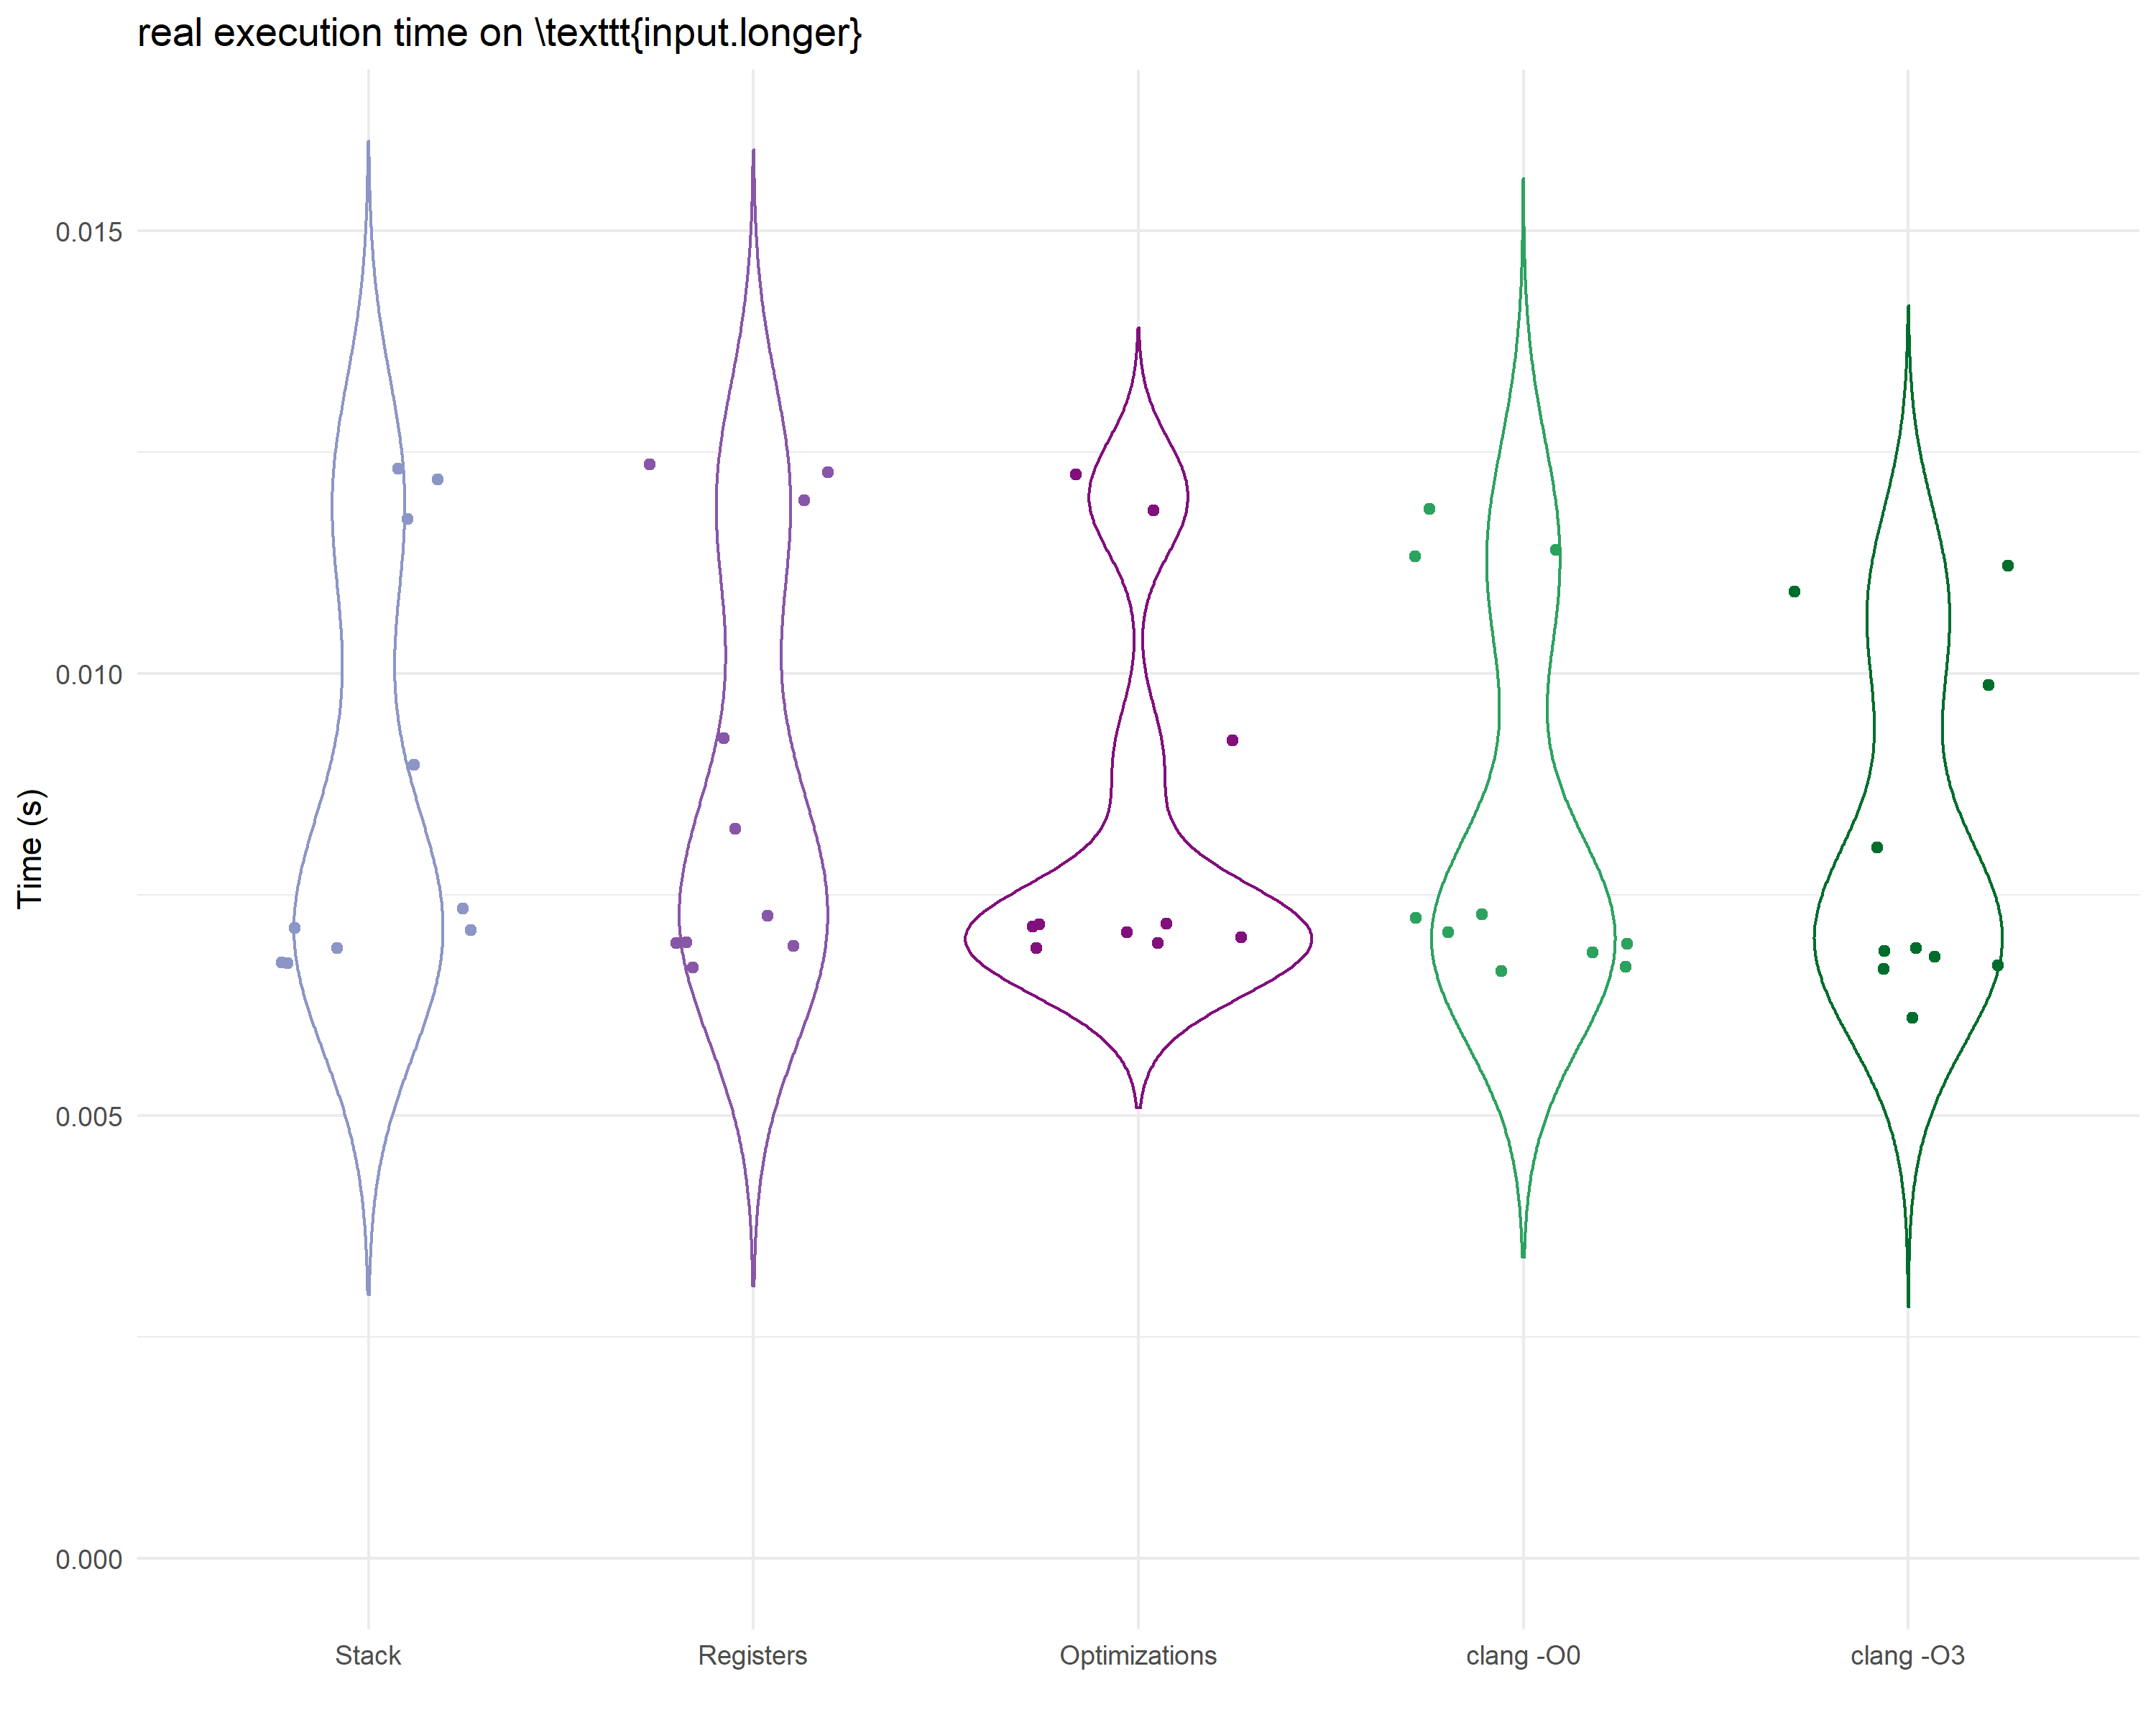 real execution time on \texttt{input.longer}
Time (s)
0.015
0.010
0.005
0.000
Stack
Registers
Optimizations
clang -O0
clang -O3